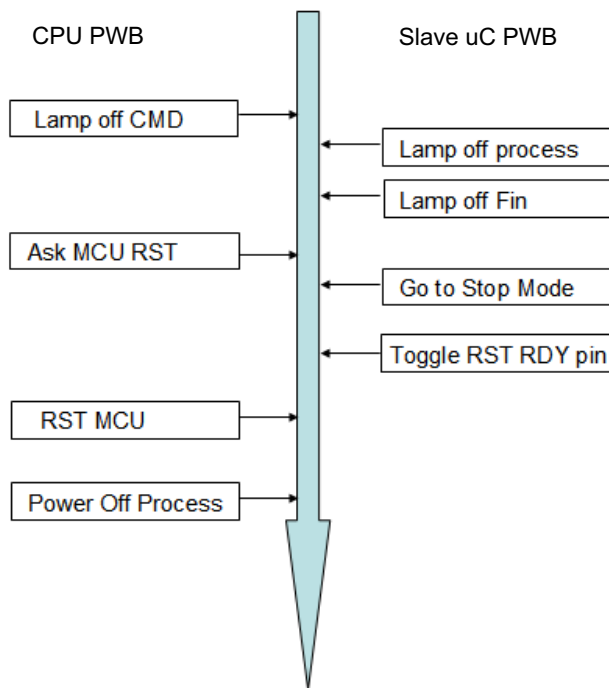 CPU PWB
Slave uC PWB
Lamp off CMD
Lamp off process
Lamp off Fin
Ask MCU RST
Go to Stop Mode
Toggle RST RDY pin
RST MCU
Power Off Process